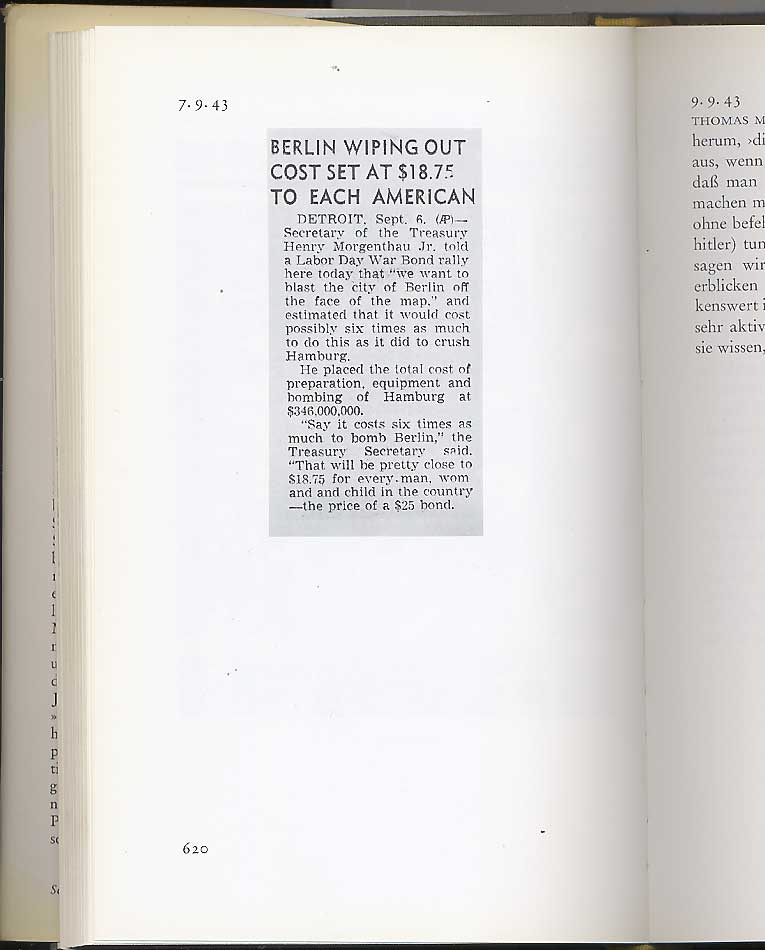 7.9.43
BERLIN WIPING OUT
COST SET AT $18.75
TO EACH AMERICAN
DETROIT, Sept. 6. (AP)—
Secretary of the Treasury
Henry Morgenthau Jr. told
a Labor Day War Bond rally
here today that "we want to
blast the city of Berlin off
the face of the map," and
estimated that it would cost
possibly six times as much
to do this as it did to crush
Hamburg.
He placed the total cost of
preparation, equipment and
bombing of Hamburg at
$346,000,000.
"Say it costs six times as
much to bomb Berlin," the
Treasury Secretary said.
"That will be pretty close to
$18.75 for every man, wom
and and child in the country
—the price of a $25 bond.
620
9.9.43
THOMAS M
herum, ›di
aus, wenn
daß man
machen m
ohne befel
hitler) tun
sagen wir
erblicken
kenswert i
sehr aktiv
sie wissen,